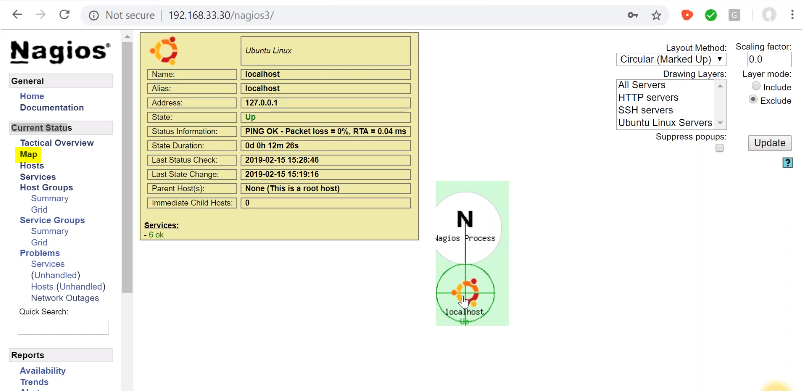 Not secure | 192.168.33.30/nagios3/
Nagios®
General
Home
Documentation
Current Status
Tactical Overview
Map
Hosts
Services
Host Groups
Summary
Grid
Service Groups
Summary
Grid
Problems
Services
(Unhandled)
Hosts (Unhandled)
Network Outages
Quick Search:
Reports
Availability
Trends
Ubuntu Linux
Name: localhost
Alias: localhost
Address: 127.0.0.1
State: Up
Status Information: PING OK - Packet loss = 0%, RTA = 0.04 ms
State Duration: 0d 0h 12m 26s
Last Status Check: 2019-02-15 15:28:46
Last State Change: 2019-02-15 15:19:16
Parent Host(s): None (This is a root host)
Immediate Child Hosts: 0
Services:
- 6 ok
N
Nagios Process
localhost
Up
Layout Method:
Circular (Marked Up)
Drawing Layers:
All Servers
HTTP servers
SSH servers
Ubuntu Linux Servers
Suppress popups:
Scaling factor:
0.0
Layer mode:
Include
Exclude
Update
?